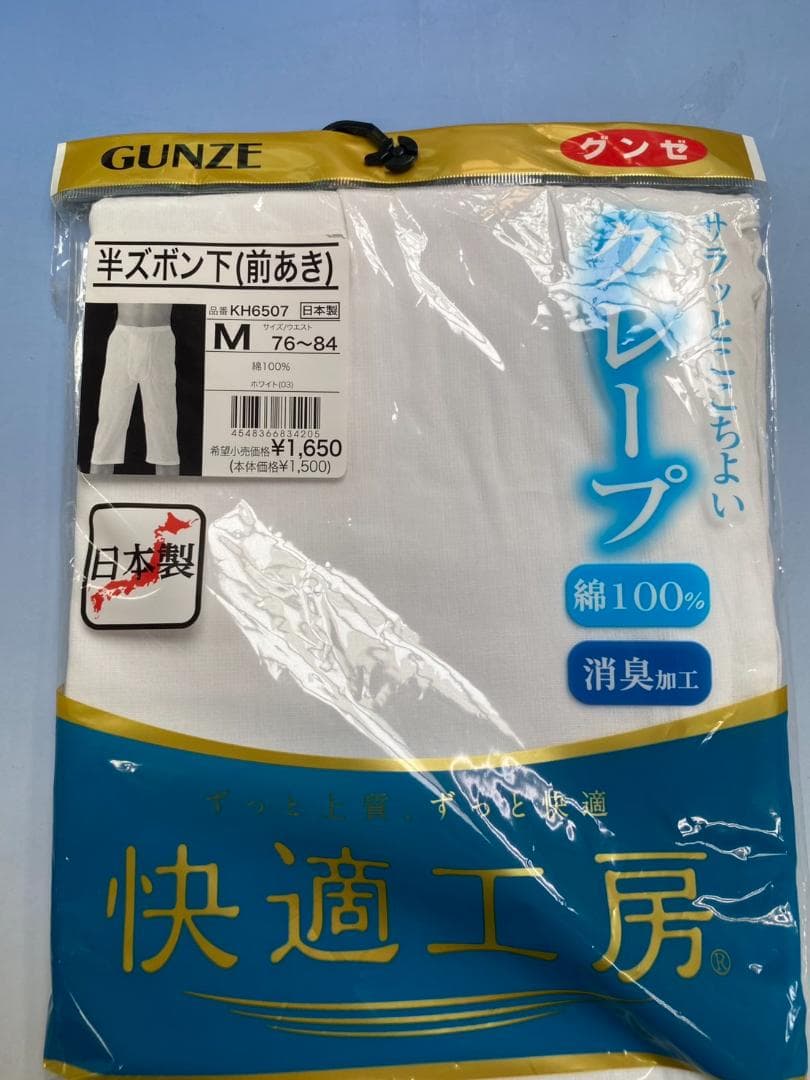 GUNZE
グンゼ
半ズボン下(前あき)
品番 KH6507 日本製
サイズ/ウエスト
M 76～84
綿100%
ホワイト(03)
4548366834205
希望小売価格¥1,650
(本体価格¥1,500)
日本製
サラッとここちよい
クレープ
綿100%
消臭加工
ずっと上質、ずっと快適
快適工房®